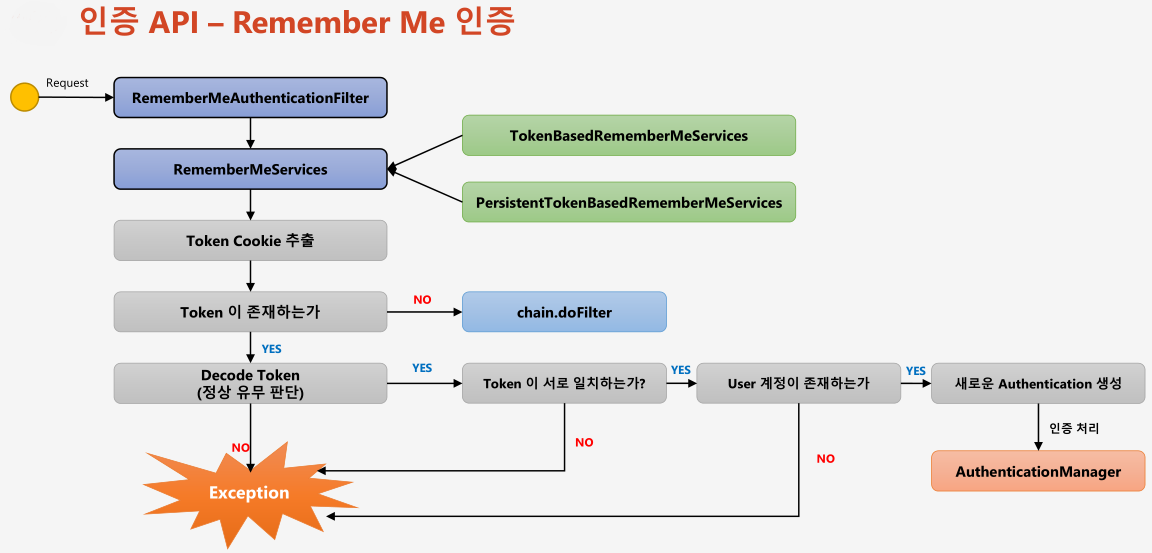 인증 API – Remember Me 인증
Request
RememberMeAuthenticationFilter
TokenBasedRememberMeServices
RememberMeServices
PersistentTokenBasedRememberMeServices
Token Cookie 추출
Token 이 존재하는가
NO
chain.doFilter
YES
Decode Token
(정상 유무 판단)
YES
Token 이 서로 일치하는가?
YES
User 계정이 존재하는가
YES
새로운 Authentication 생성
인증 처리
NO
NO
NO
Exception
AuthenticationManager